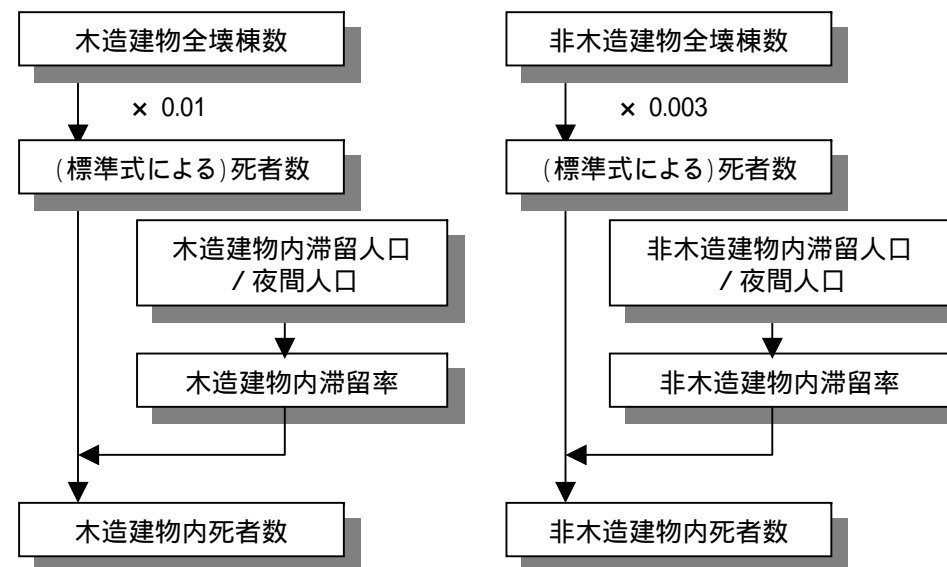 木造建物全壊棟数
× 0.01
(標準式による)死者数
木造建物内滞留人口
/ 夜間人口
木造建物内滞留率
木造建物内死者数
非木造建物全壊棟数
× 0.003
(標準式による)死者数
非木造建物内滞留人口
/ 夜間人口
非木造建物内滞留率
非木造建物内死者数